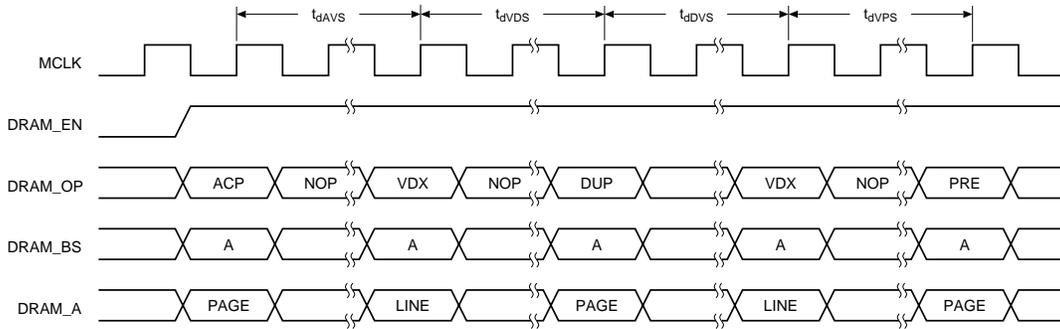 tdAVS tdVDS tdDVS tdVPS
MCLK
DRAM_EN
DRAM_OP ACP NOP VDX NOP DUP VDX NOP PRE
DRAM_BS A A A A A
DRAM_A PAGE LINE PAGE LINE PAGE